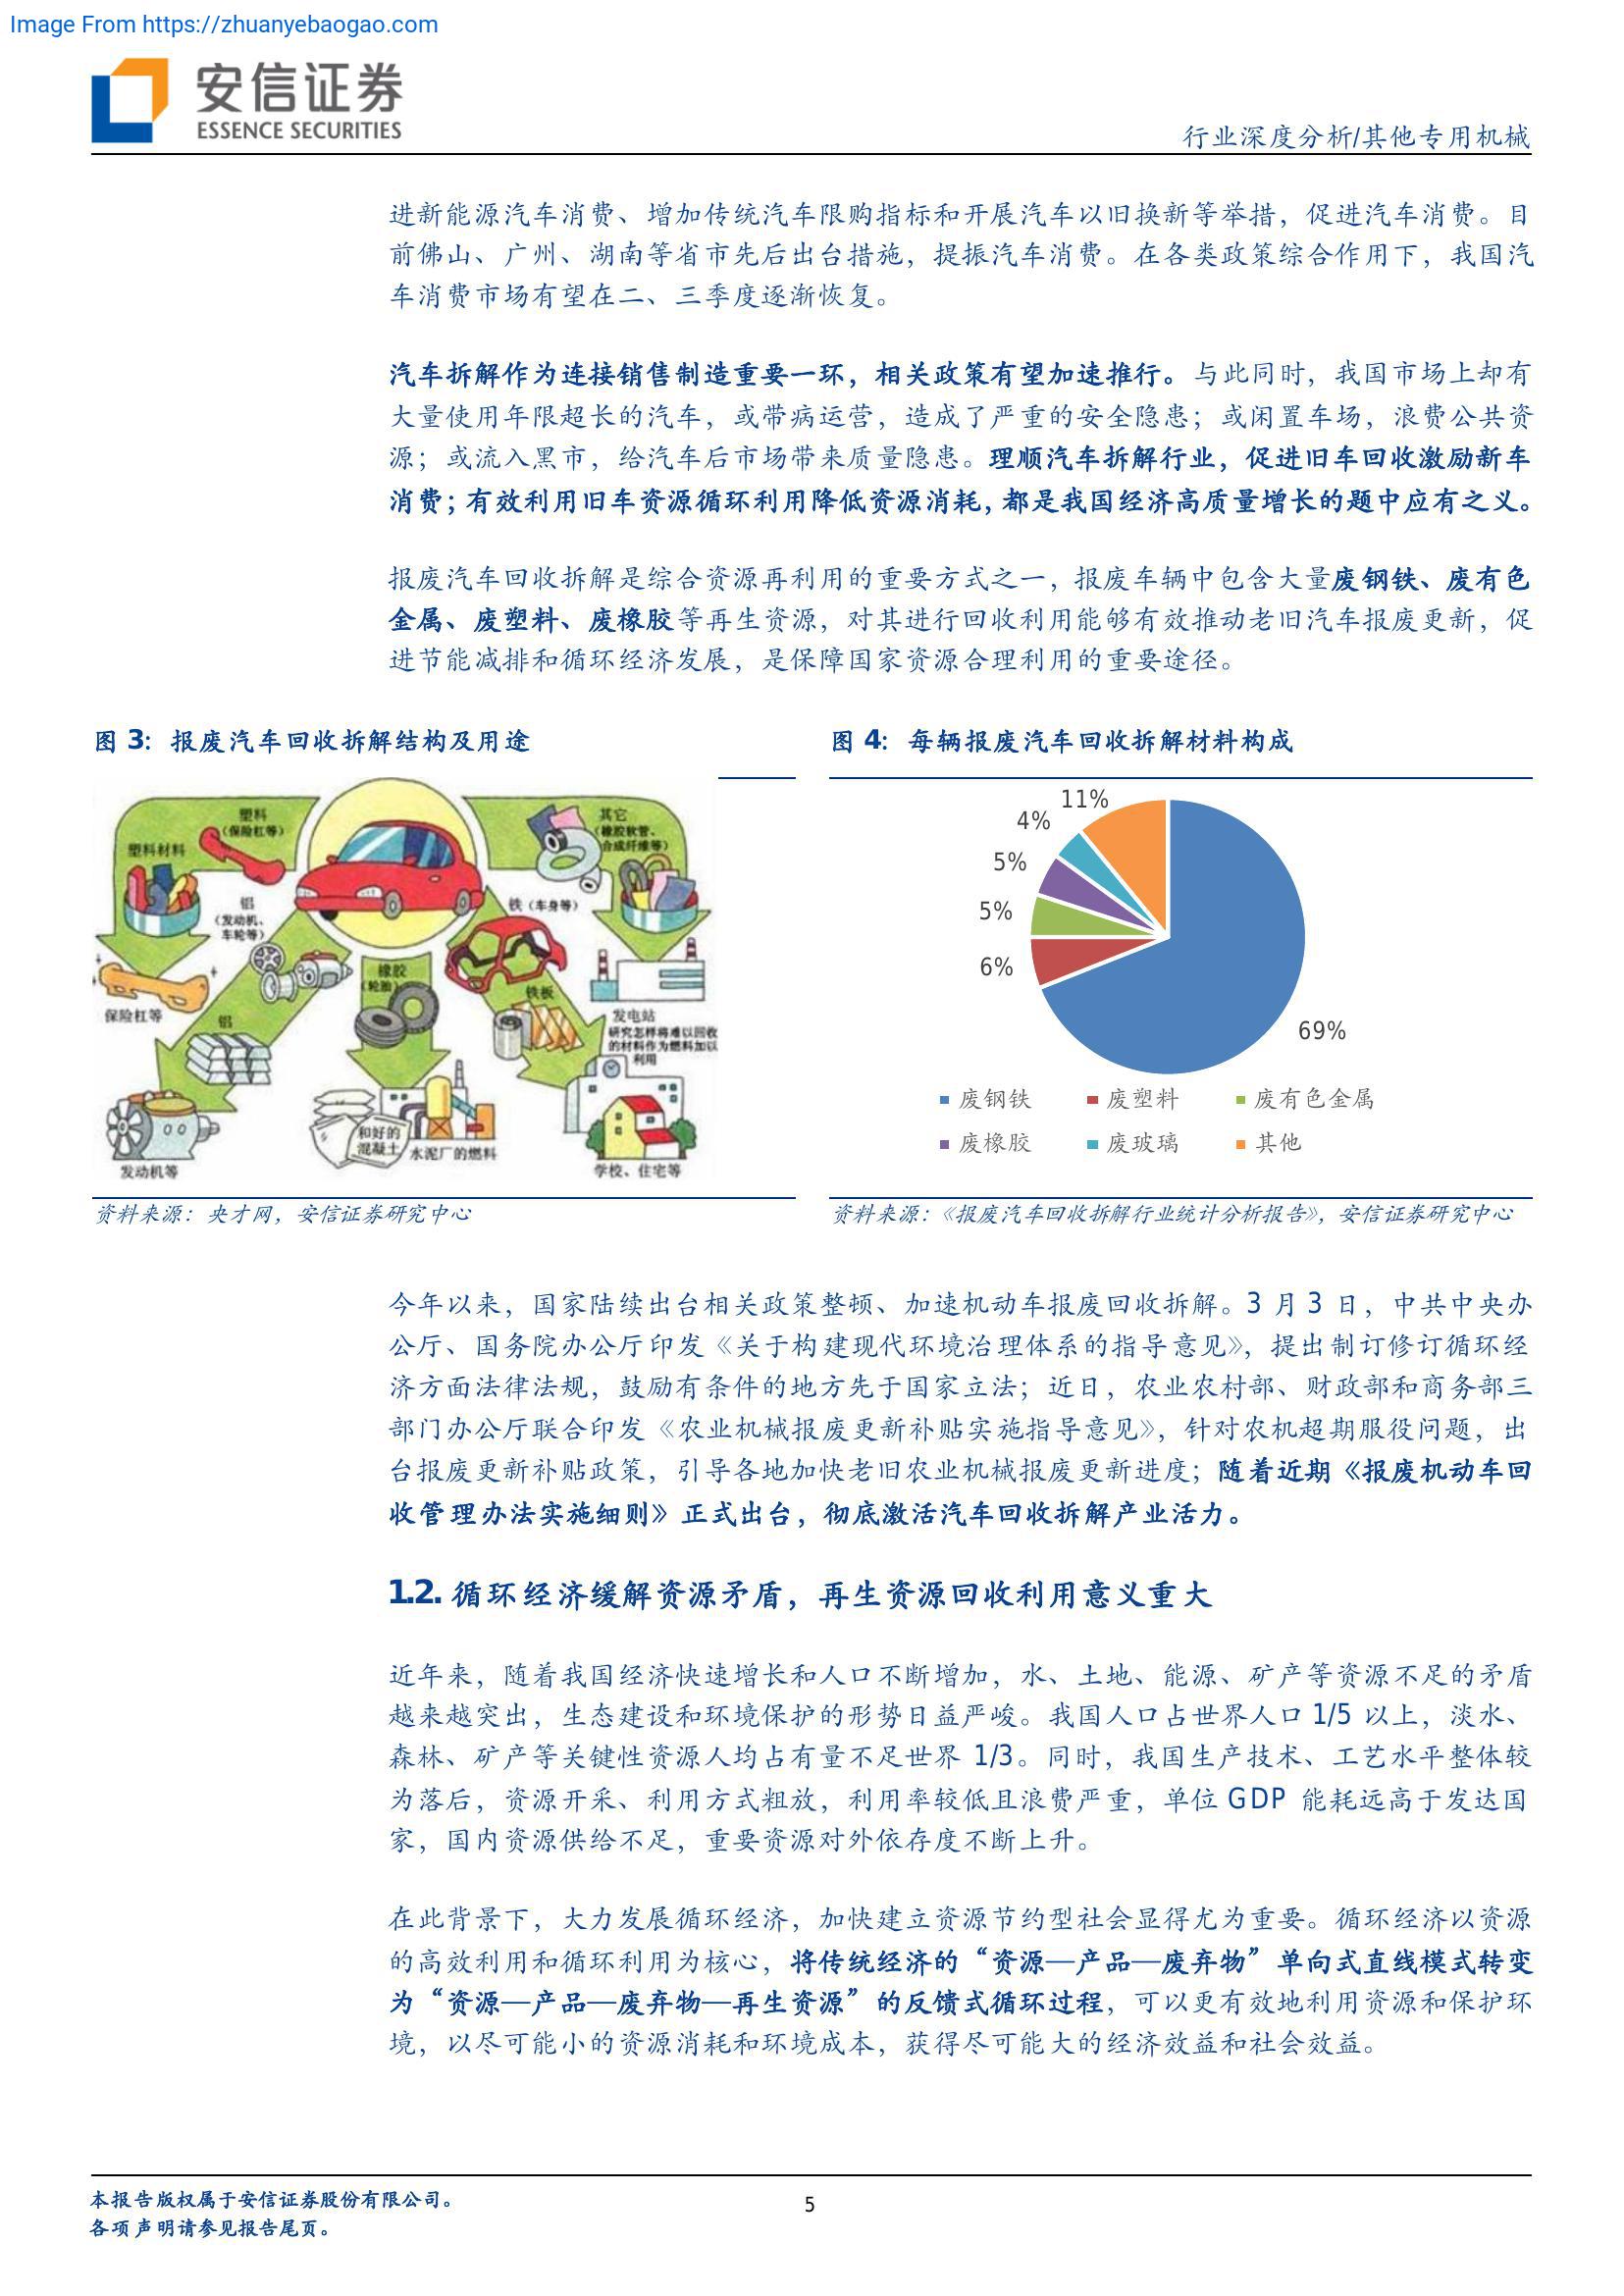 Image From https://zhuanyebaogao.com
安信证券
ESSENCE SECURITIES
行业深度分析/其他专用机械
进新能源汽车消费、增加传统汽车限购指标和开展汽车以旧换新等举措，促进汽车消费。目
前佛山、广州、湖南等省市先后出台措施，提振汽车消费。在各类政策综合作用下，我国汽
车消费市场有望在二、三季度逐渐恢复。
汽车拆解作为连接销售制造重要一环，相关政策有望加速推行。与此同时，我国市场上却有
大量使用年限超长的汽车，或带病运营，造成了严重的安全隐患；或闲置车场，浪费公共资
源；或流入黑市，给汽车后市场带来质量隐患。理顺汽车拆解行业，促进旧车回收激励新车
消费；有效利用旧车资源循环利用降低资源消耗，都是我国经济高质量增长的题中应有之义。
报废汽车回收拆解是综合资源再利用的重要方式之一，报废车辆中包含大量废钢铁、废有色
金属、废塑料、废橡胶等再生资源，对其进行回收利用能够有效推动老旧汽车报废更新，促
进节能减排和循环经济发展，是保障国家资源合理利用的重要途径。
图 3：报废汽车回收拆解结构及用途
塑料
（保险杠等）
塑料材料
其它
（橡胶软管、
合成纤维等）
铝
（发动机、
车轮等）
铁（车身等）
橡胶
（轮胎）
铁板
保险杠等
铝
发电站
研究怎样将难以回收
的材料作为燃料加以
利用
和好的
混凝土
水泥厂的燃料
发动机等
学校、住宅等
资料来源：央才网，安信证券研究中心
图 4：每辆报废汽车回收拆解材料构成
11%
4%
5%
5%
6%
69%
废钢铁 废塑料 废有色金属
废橡胶 废玻璃 其他
资料来源：《报废汽车回收拆解行业统计分析报告》，安信证券研究中心
今年以来，国家陆续出台相关政策整顿、加速机动车报废回收拆解。3 月 3 日，中共中央办
公厅、国务院办公厅印发《关于构建现代环境治理体系的指导意见》，提出制订修订循环经
济方面法律法规，鼓励有条件的地方先于国家立法；近日，农业农村部、财政部和商务部三
部门办公厅联合印发《农业机械报废更新补贴实施指导意见》，针对农机超期服役问题，出
台报废更新补贴政策，引导各地加快老旧农业机械报废更新进度；随着近期《报废机动车回
收管理办法实施细则》正式出台，彻底激活汽车回收拆解产业活力。
1.2. 循环经济缓解资源矛盾，再生资源回收利用意义重大
近年来，随着我国经济快速增长和人口不断增加，水、土地、能源、矿产等资源不足的矛盾
越来越突出，生态建设和环境保护的形势日益严峻。我国人口占世界人口 1/5 以上，淡水、
森林、矿产等关键性资源人均占有量不足世界 1/3。同时，我国生产技术、工艺水平整体较
为落后，资源开采、利用方式粗放，利用率较低且浪费严重，单位 GDP 能耗远高于发达国
家，国内资源供给不足，重要资源对外依存度不断上升。
在此背景下，大力发展循环经济，加快建立资源节约型社会显得尤为重要。循环经济以资源
的高效利用和循环利用为核心，将传统经济的“资源—产品—废弃物”单向式直线模式转变
为“资源—产品—废弃物—再生资源”的反馈式循环过程，可以更有效地利用资源和保护环
境，以尽可能小的资源消耗和环境成本，获得尽可能大的经济效益和社会效益。
本报告版权属于安信证券股份有限公司。
各项声明请参见报告尾页。
5